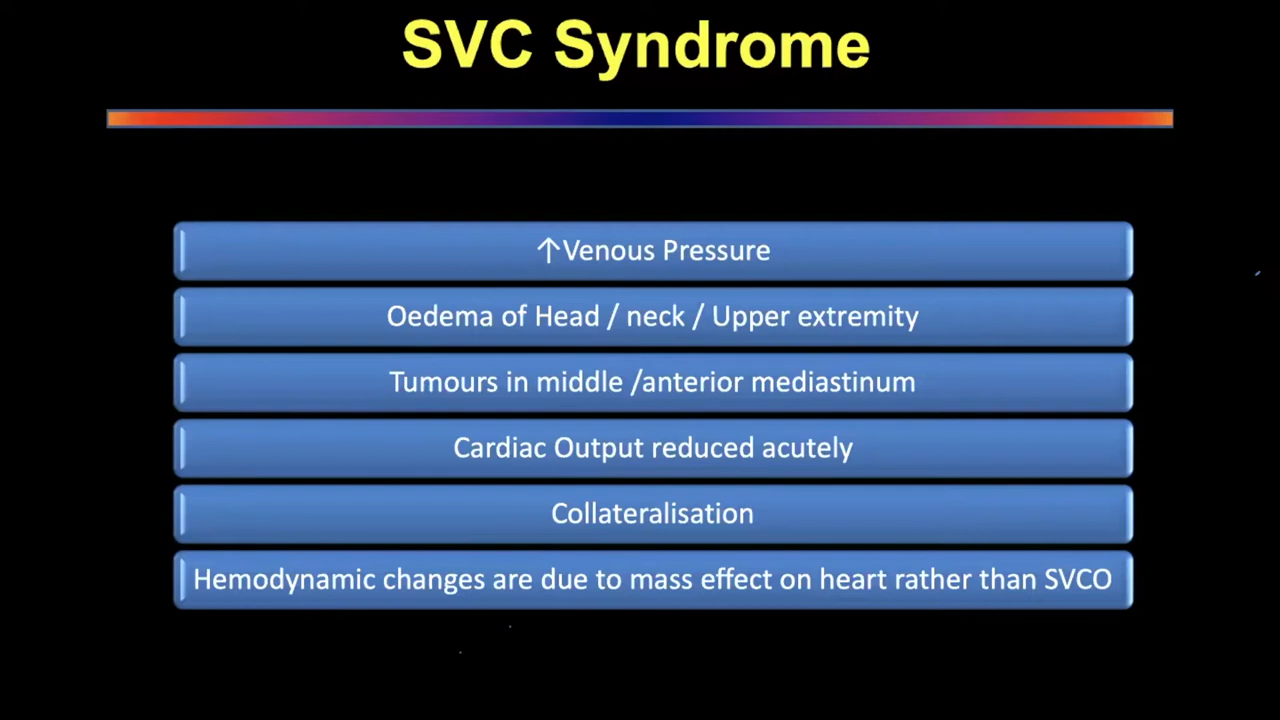 SVC Syndrome
↑Venous Pressure
Oedema of Head / neck / Upper extremity
Tumours in middle /anterior mediastinum
Cardiac Output reduced acutely
Collateralisation
Hemodynamic changes are due to mass effect on heart rather than SVCO